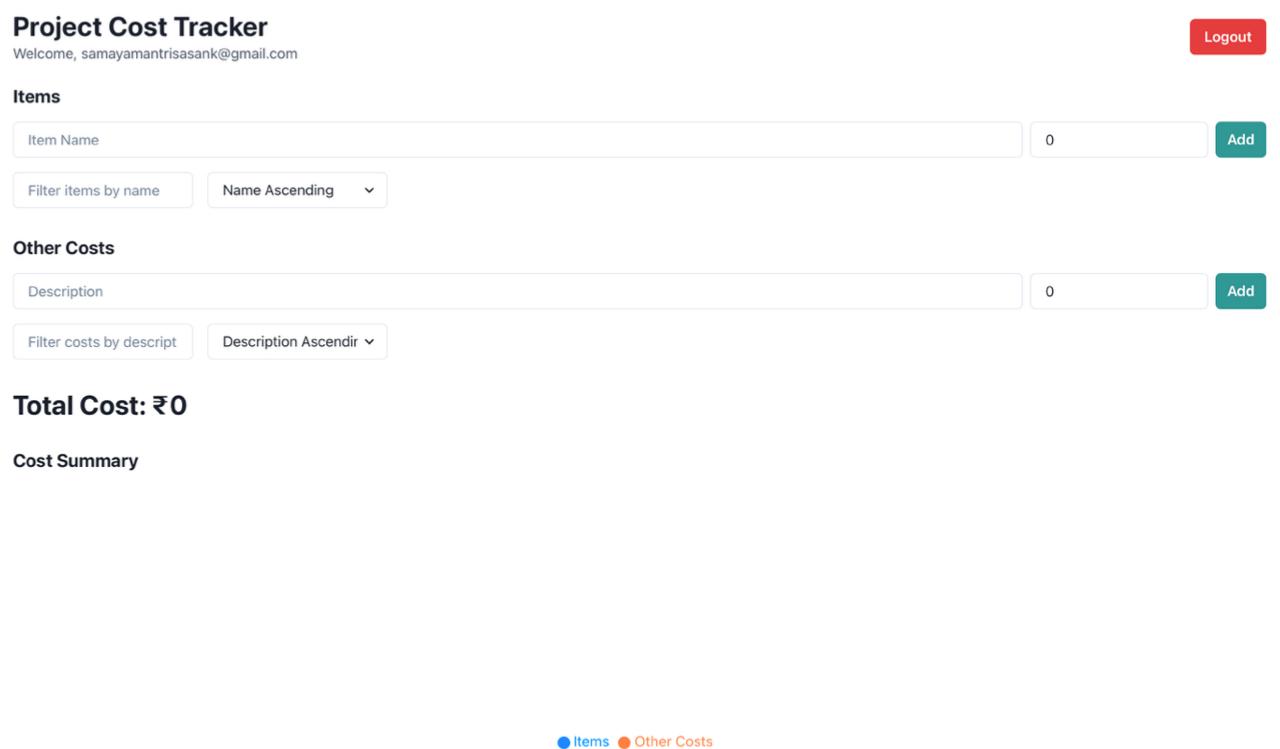 Project Cost Tracker
Welcome, samayamantrisasank@gmail.com
Logout
Items
Item Name
0
Add
Filter items by name
Name Ascending
Other Costs
Description
0
Add
Filter costs by descript
Description Ascendir
Total Cost: ₹0
Cost Summary
Items
Other Costs